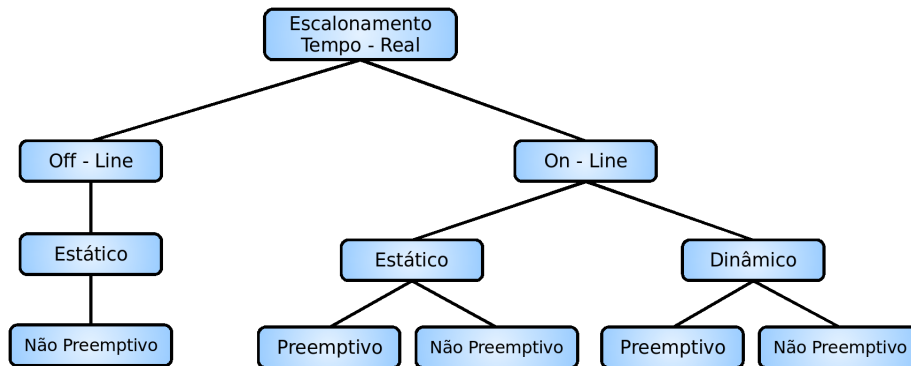 Escalonamento
Tempo - Real
Off - Line
On - Line
Estático
Estático
Dinâmico
Não Preemptivo
Preemptivo
Não Preemptivo
Preemptivo
Não Preemptivo